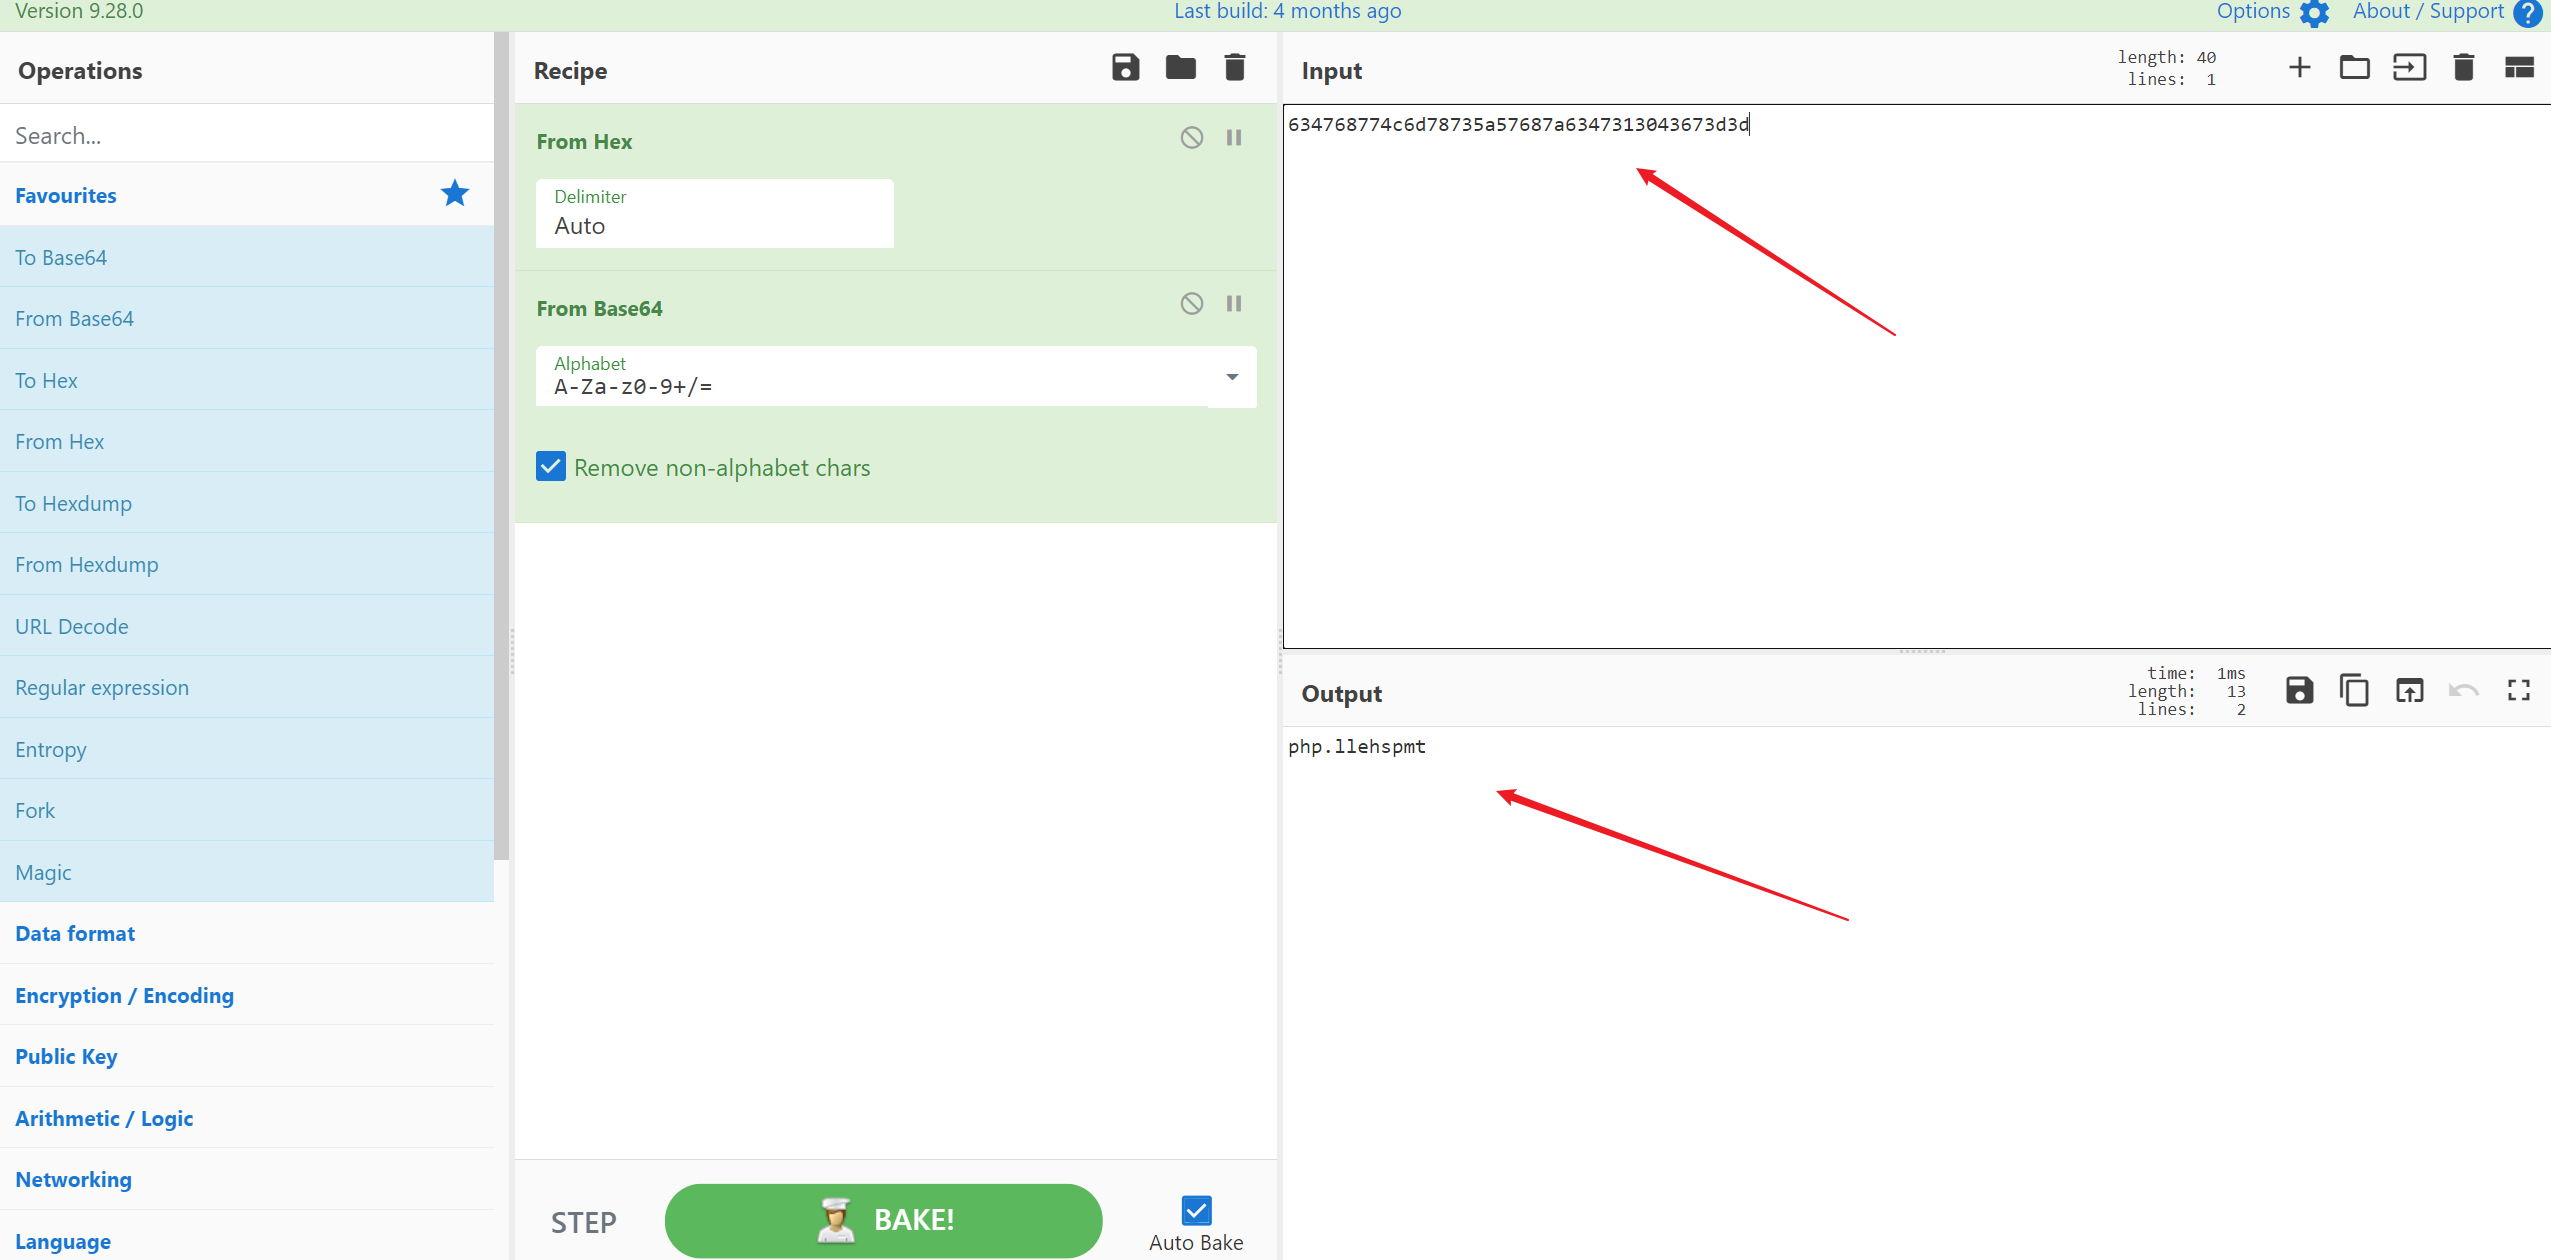 Version 9.28.0
Last build: 4 months ago
Options
About / Support
Operations
Search...
Favourites
To Base64
From Base64
To Hex
From Hex
To Hexdump
From Hexdump
URL Decode
Regular expression
Entropy
Fork
Magic
Data format
Encryption / Encoding
Public Key
Arithmetic / Logic
Networking
Language
Recipe
From Hex
Delimiter
Auto
From Base64
Alphabet
A-Za-z0-9+/=
Remove non-alphabet chars
STEP
BAKE!
Auto Bake
Input
length: 40
lines: 1
634768774c6d78735a57687a6347313043673d3d
Output
time: 1ms
length: 13
lines: 2
php.llehspmt